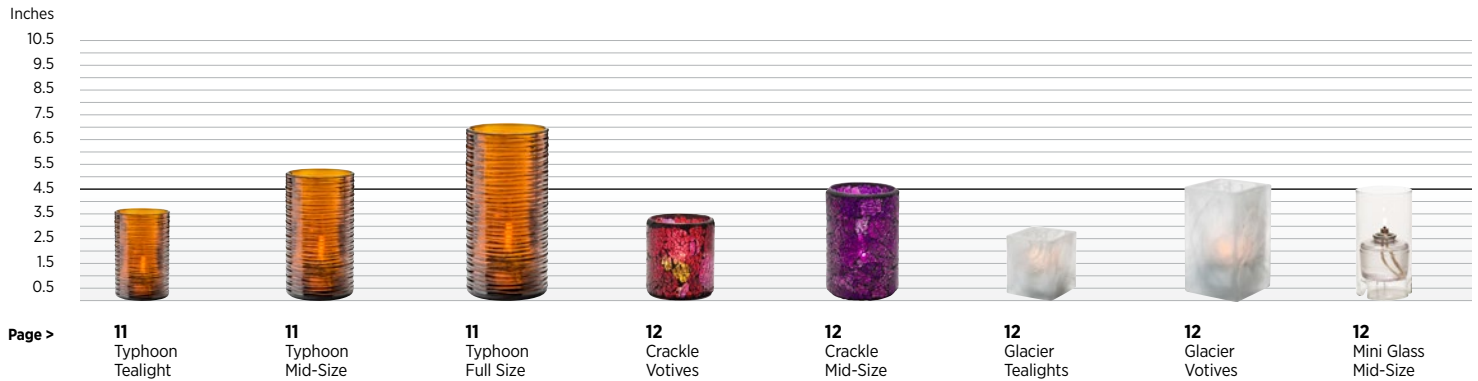 Inches
10.5
9.5
8.5
7.5
6.5
5.5
4.5
3.5
2.5
1.5
0.5
Page >
11
Typhoon
Tealight
11
Typhoon
Mid-Size
11
Typhoon
Full Size
12
Crackle
Votives
12
Crackle
Mid-Size
12
Glacier
Tealights
12
Glacier
Votives
12
Mini Glass
Mid-Size